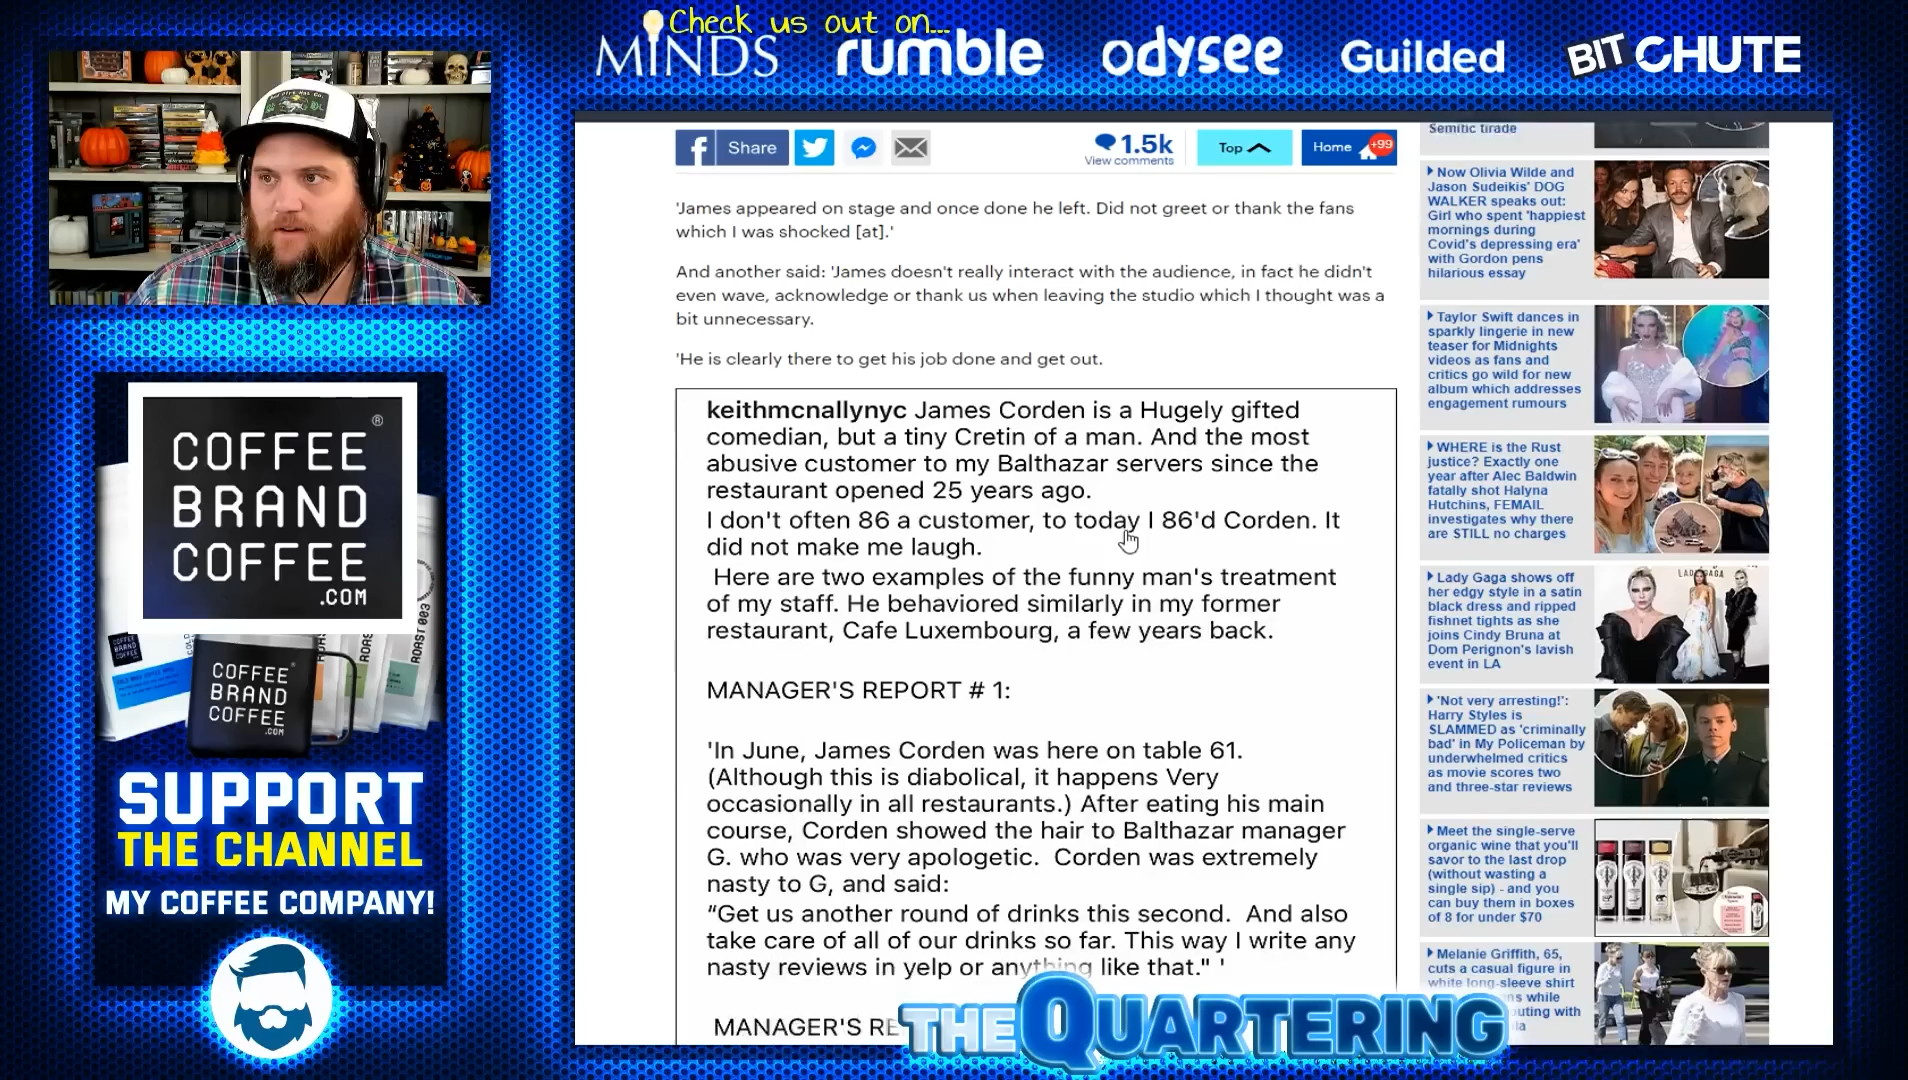 Check us out on...
MINDS rumble odysee Guilded BITCHUTE
COFFEE
BRAND
COFFEE
.COM
®
COFFEE
BRAND
COFFEE
.COM
ROAST 003
SUPPORT
THE CHANNEL
MY COFFEE COMPANY!
f Share
1.5k
View comments
Top
Home
+99
'James appeared on stage and once done he left. Did not greet or thank the fans
which I was shocked [at].'
And another said: 'James doesn't really interact with the audience, in fact he didn't
even wave, acknowledge or thank us when leaving the studio which I thought was a
bit unnecessary.
'He is clearly there to get his job done and get out.
keithmcnallynyc James Corden is a Hugely gifted
comedian, but a tiny Cretin of a man. And the most
abusive customer to my Balthazar servers since the
restaurant opened 25 years ago.
I don't often 86 a customer, to today I 86'd Corden. It
did not make me laugh.
Here are two examples of the funny man's treatment
of my staff. He behaviored similarly in my former
restaurant, Cafe Luxembourg, a few years back.
MANAGER'S REPORT # 1:
'In June, James Corden was here on table 61.
(Although this is diabolical, it happens Very
occasionally in all restaurants.) After eating his main
course, Corden showed the hair to Balthazar manager
G. who was very apologetic. Corden was extremely
nasty to G, and said:
“Get us another round of drinks this second. And also
take care of all of our drinks so far. This way I write any
nasty reviews in yelp or anything like that." '
MANAGER'S RE
THE QUARTERING
Semitic tirade
Now Olivia Wilde and
Jason Sudeikis' DOG
WALKER speaks out:
Girl who spent 'happiest
mornings during
Covid's depressing era'
with Gordon pens
hilarious essay
Taylor Swift dances in
sparkly lingerie in new
teaser for Midnights
videos as fans and
critics go wild for new
album which addresses
engagement rumours
WHERE is the Rust
justice? Exactly one
year after Alec Baldwin
fatally shot Halyna
Hutchins, FEMAIL
investigates why there
are STILL no charges
Lady Gaga shows off
her edgy style in a satin
black dress and ripped
fishnet tights as she
joins Cindy Bruna at
Dom Perignon's lavish
event in LA
'Not very arresting!':
Harry Styles is
SLAMMED as 'criminally
bad' in My Policeman by
underwhelmed critics
as movie scores two
and three-star reviews
Meet the single-serve
organic wine that you'll
savor to the last drop
(without wasting a
single sip) - and you
can buy them in boxes
of 8 for under $70
Melanie Griffith, 65,
cuts a casual figure in
white long-sleeve shirt
while
outing with